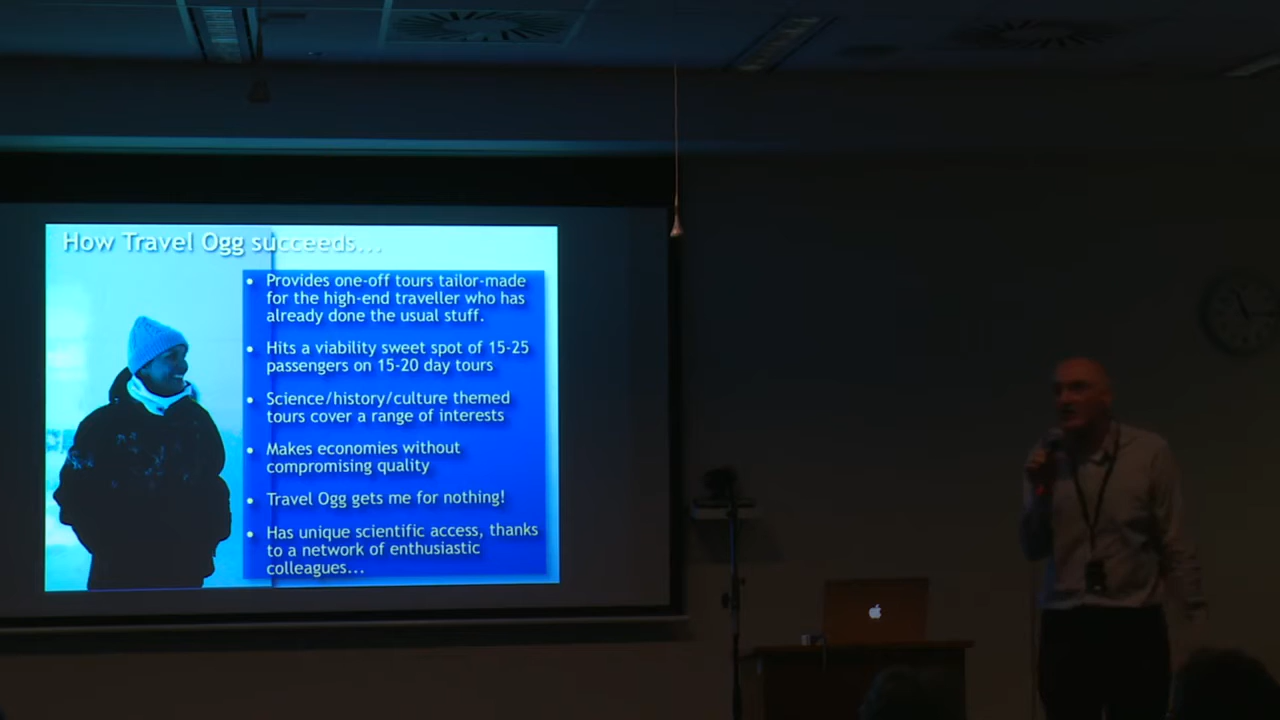 How Travel Ogg succeeds...
• Provides one-off tours tailor-made
for the high-end traveller who has
already done the usual stuff.
• Hits a viability sweet spot of 15-25
passengers on 15-20 day tours
• Science/history/culture themed
tours cover a range of interests
• Makes economies without
compromising quality
• Travel Ogg gets me for nothing!
• Has unique scientific access, thanks
to a network of enthusiastic
colleagues...